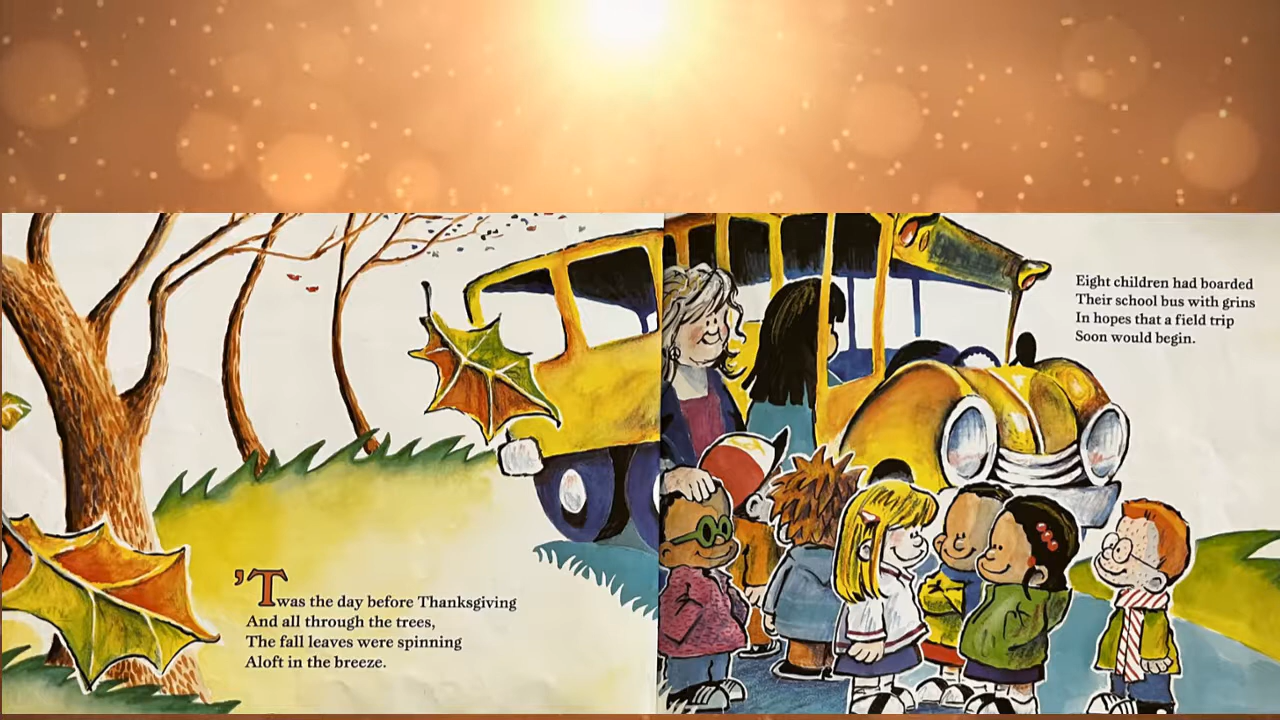 'Twas the day before Thanksgiving
And all through the trees,
The fall leaves were spinning
Aloft in the breeze.
Eight children had boarded
Their school bus with grins
In hopes that a field trip
Soon would begin.